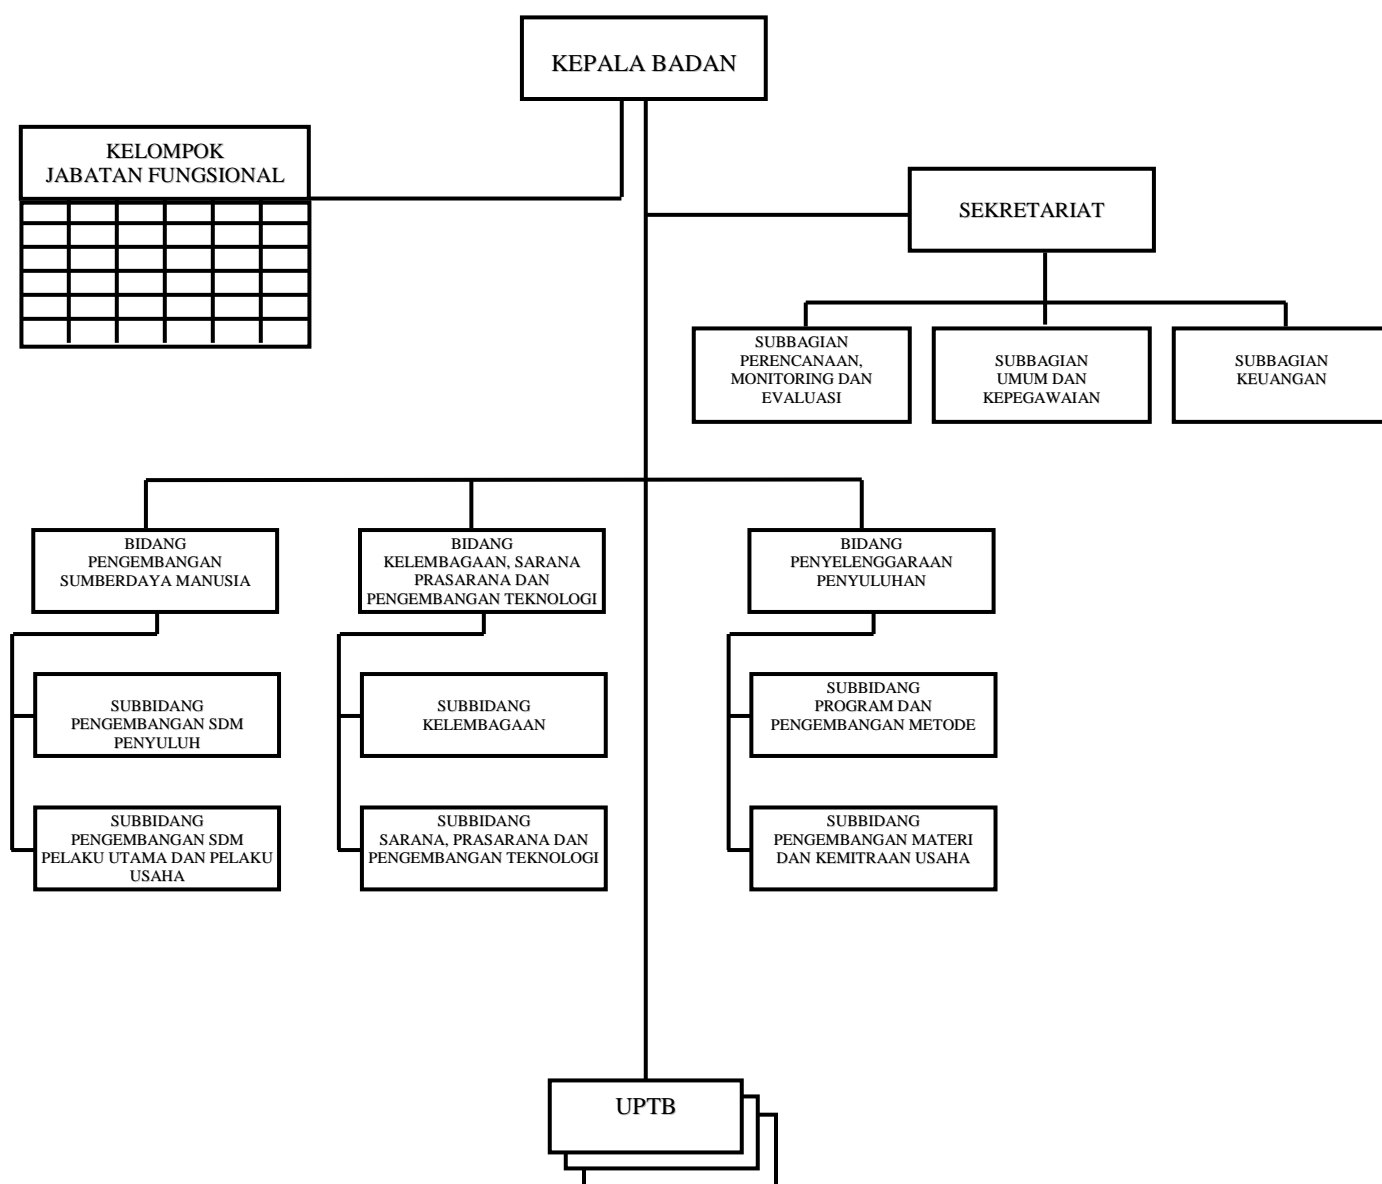 KEPALA BADAN
KELOMPOK
JABATAN FUNGSIONAL
SEKRETARIAT
SUBBAGIAN
PERENCANAAN,
MONITORING DAN
EVALUASI
SUBBAGIAN
UMUM DAN
KEPEGAWAIAN
SUBBAGIAN
KEUANGAN
BIDANG
PENGEMBANGAN
SUMBERDAYA MANUSIA
BIDANG
KELEMBAGAAN, SARANA
PRASARANA DAN
PENGEMBANGAN TEKNOLOGI
BIDANG
PENYELENGGARAAN
PENYULUHAN
SUBBIDANG
PENGEMBANGAN SDM
PENYULUH
SUBBIDANG
KELEMBAGAAN
SUBBIDANG
PROGRAM DAN
PENGEMBANGAN METODE
SUBBIDANG
PENGEMBANGAN SDM
PELAKU UTAMA DAN PELAKU
USAHA
SUBBIDANG
SARANA, PRASARANA DAN
PENGEMBANGAN TEKNOLOGI
SUBBIDANG
PENGEMBANGAN MATERI
DAN KEMITRAAN USAHA
UPTB